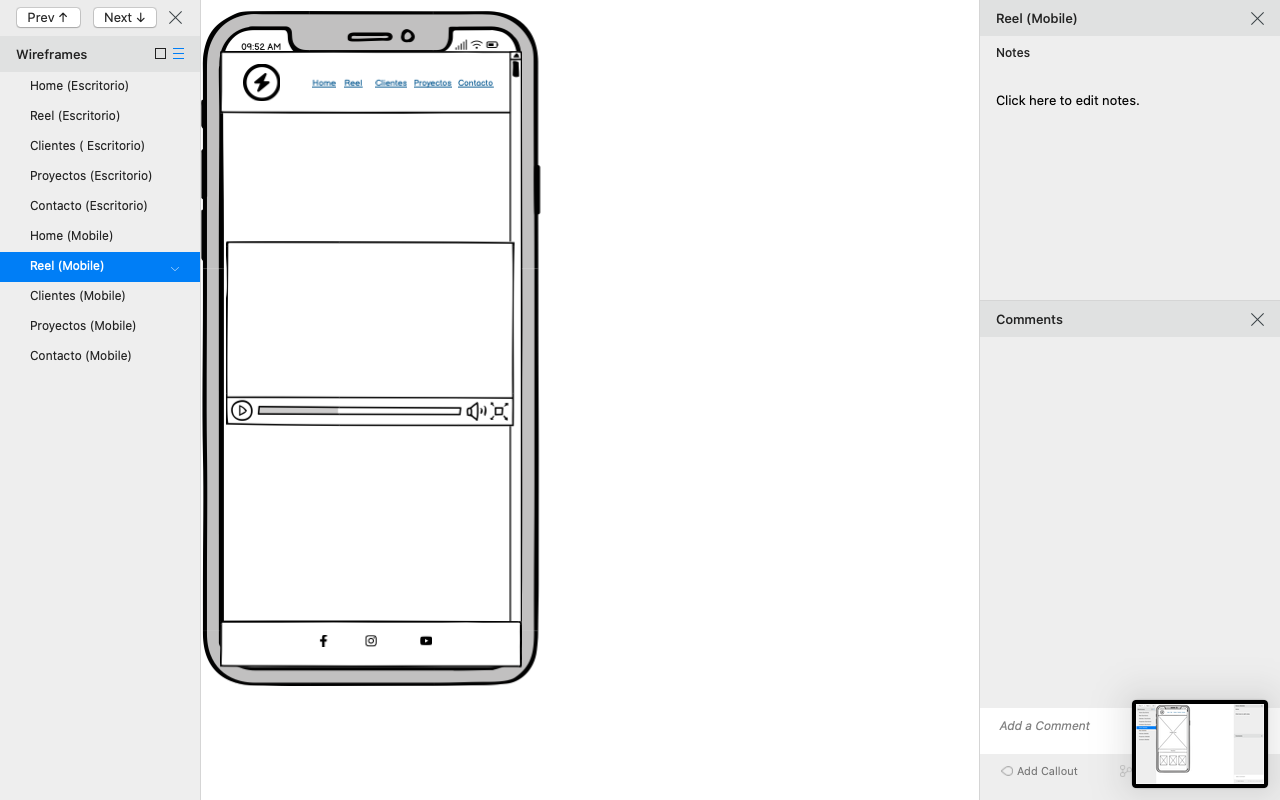 Prev ↑ Next ↓
Wireframes
Home (Escritorio)
Reel (Escritorio)
Clientes ( Escritorio)
Proyectos (Escritorio)
Contacto (Escritorio)
Home (Mobile)
Reel (Mobile)
Clientes (Mobile)
Proyectos (Mobile)
Contacto (Mobile)
09:52 AM
Home Reel Clientes Proyectos Contacto
Reel (Mobile)
Notes
Click here to edit notes.
Comments
Add a Comment
Add Callout